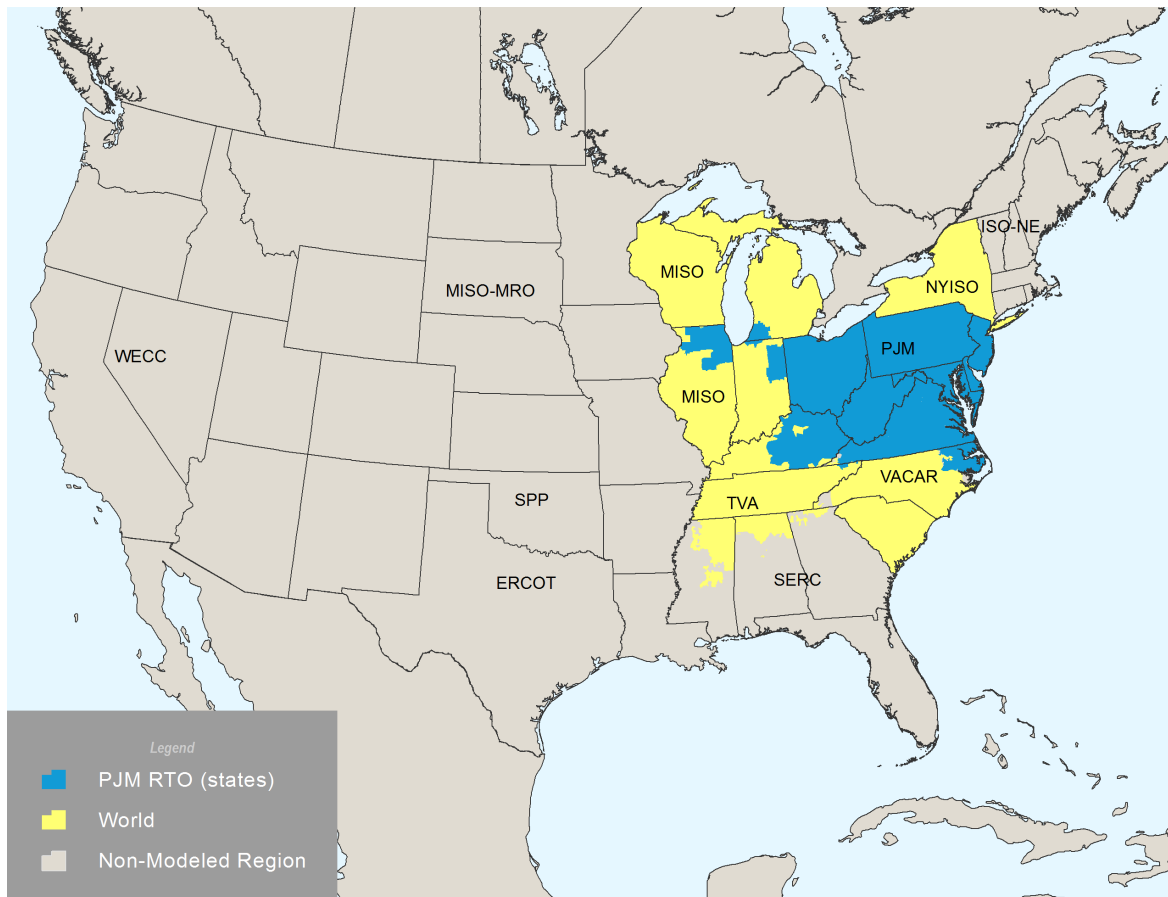 ISO-NE
MISO
NYISO
MISO-MRO
PJM
WECC
MISO
VACAR
SPP
TVA
SERC
ERCOT
Legend
PJM RTO (states)
World
Non-Modeled Region